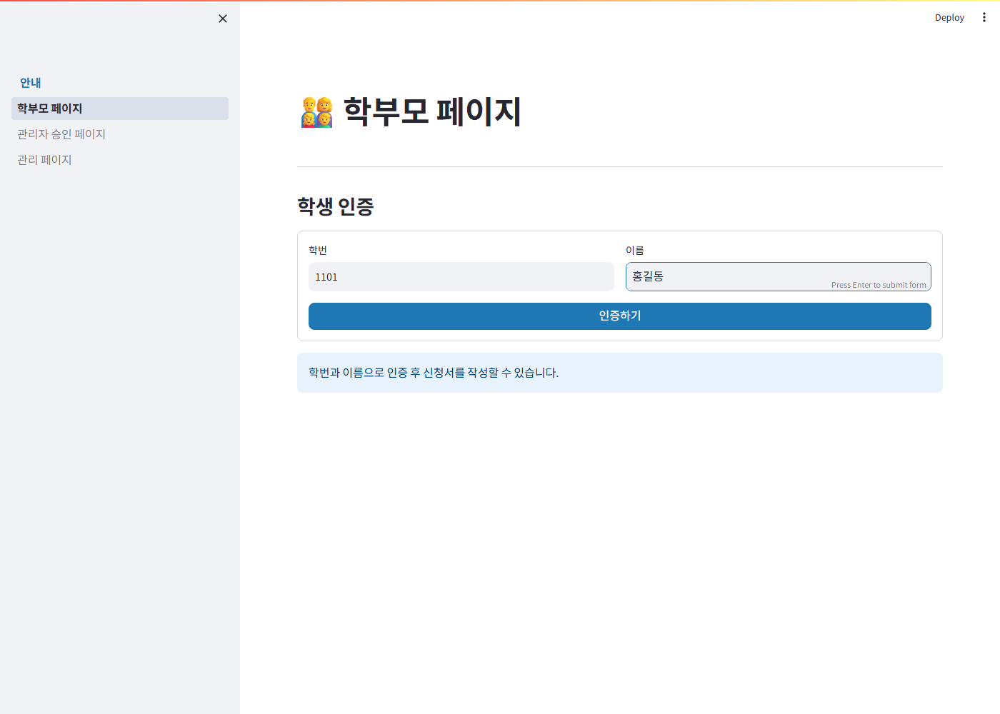 Deploy
안내
학부모 페이지
관리자 승인 페이지
관리 페이지
학부모 페이지
학생 인증
학번
이름
1101
홍길동
Press Enter to submit form
인증하기
학번과 이름으로 인증 후 신청서를 작성할 수 있습니다.